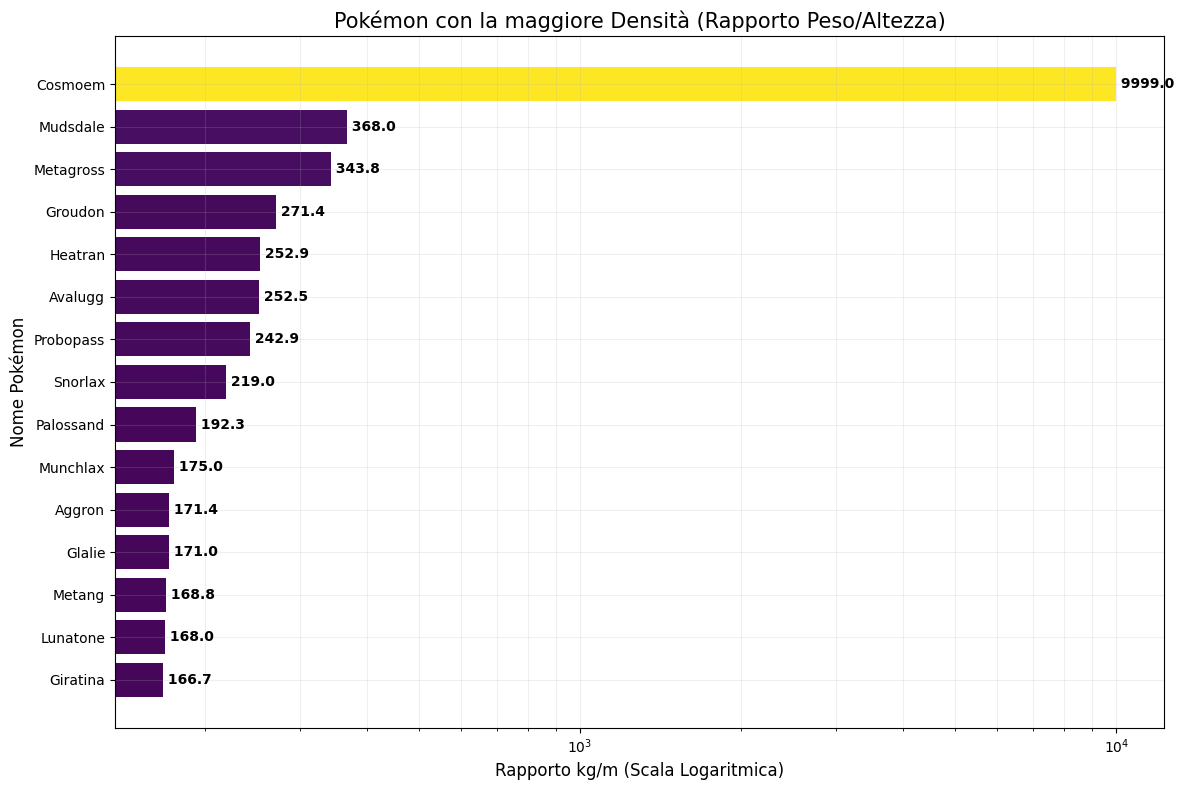 Pokémon con la maggiore Densità (Rapporto Peso/Altezza)
Nome Pokémon
Cosmoem 9999.0
Mudsdale 368.0
Metagross 343.8
Groudon 271.4
Heatran 252.9
Avalugg 252.5
Probopass 242.9
Snorlax 219.0
Palossand 192.3
Munchlax 175.0
Aggron 171.4
Glalie 171.0
Metang 168.8
Lunatone 168.0
Giratina 166.7
10³ 10⁴
Rapporto kg/m (Scala Logaritmica)